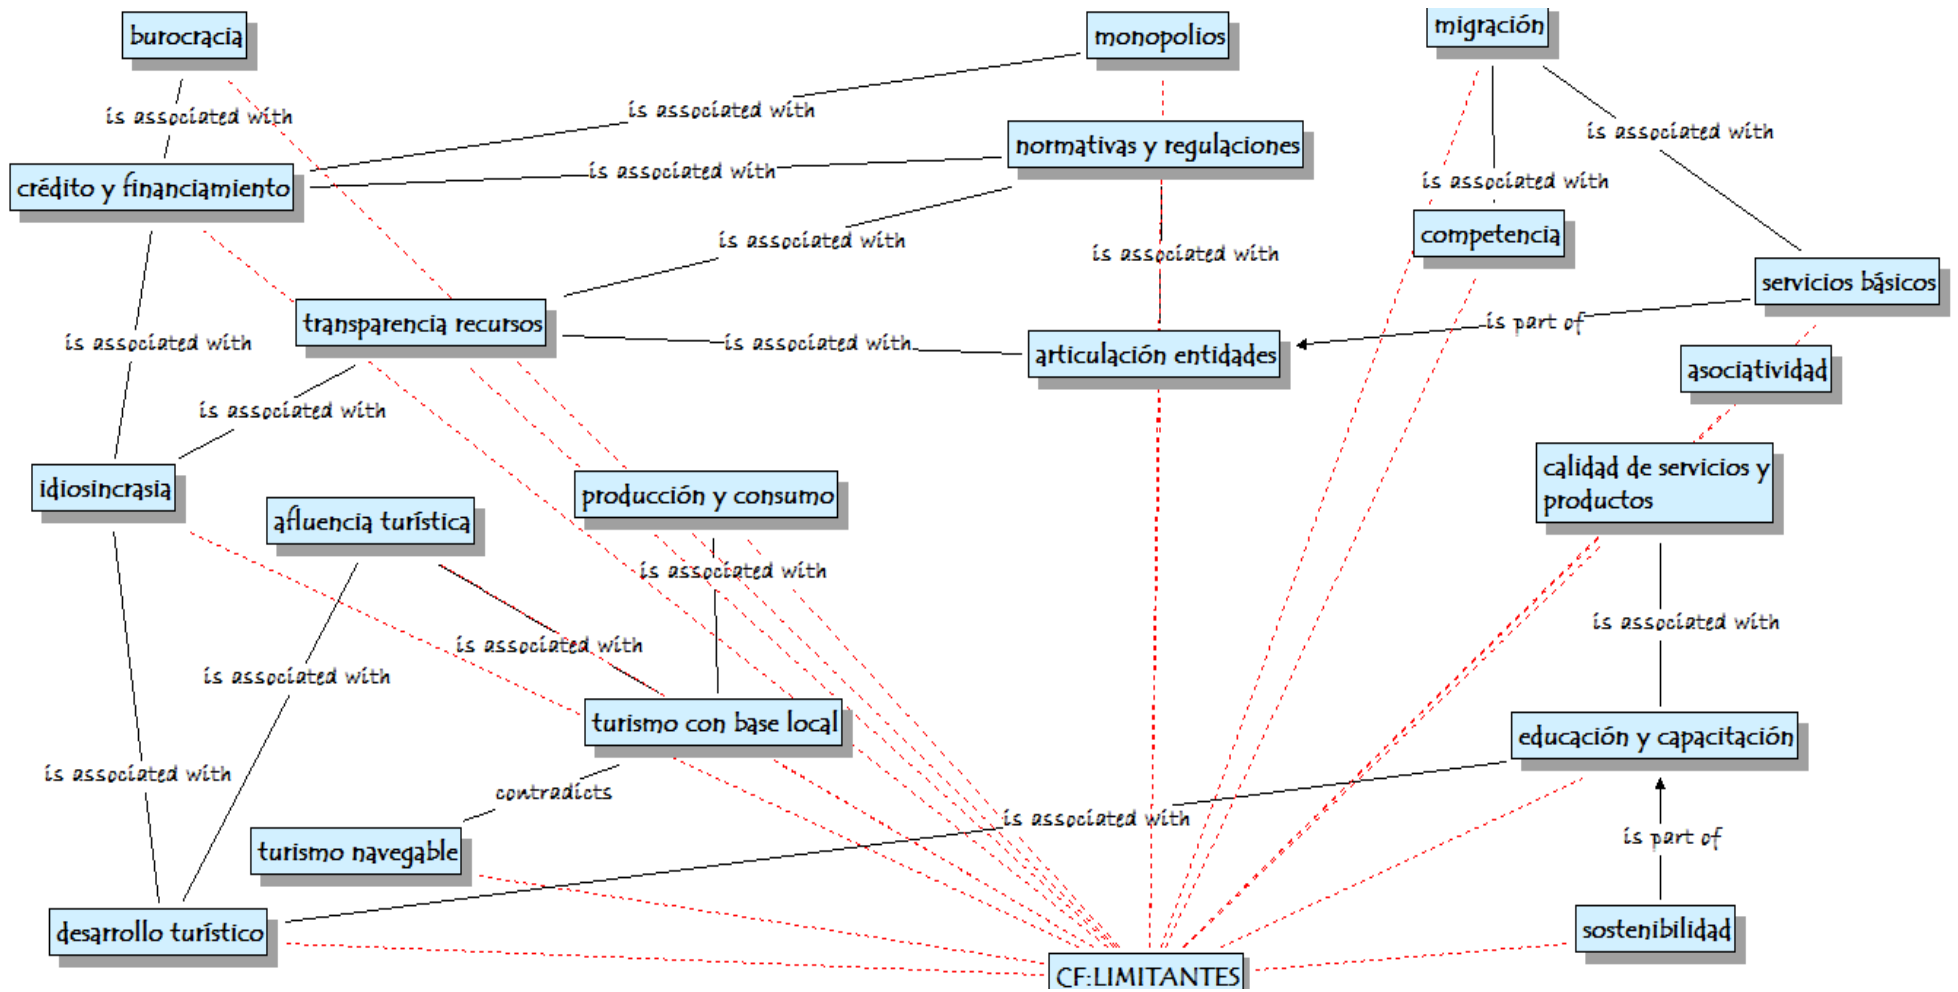 burocracia
monopolios
migración
is associated with
is associated with
is associated with
normativas y regulaciones
is associated with
crédito y financiamiento
is associated with
is associated with
competencia
is associated with
is associated with
servicios básicos
transparencia recursos
is part of
is associated with
is associated with
articulación entidades
asociatividad
is associated with
calidad de servicios y
productos
idiosincrasia
producción y consumo
afluencia turística
is associated with
is associated with
is associated with
is associated with
turismo con base local
educación y capacitación
is associated with
contradicts
is associated with
is part of
turismo navegable
desarrollo turístico
sostenibilidad
CF:LIMITANTES